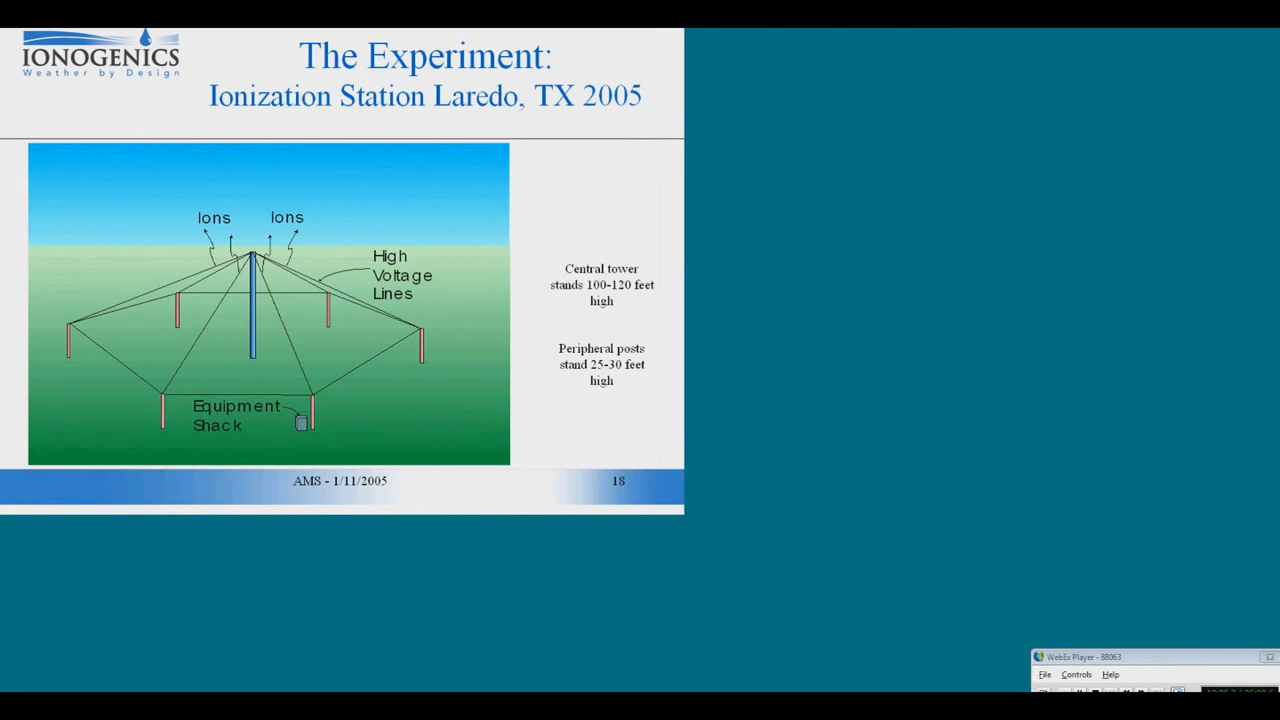 IONOGENICS
Weather by Design
The Experiment:
Ionization Station Laredo, TX 2005
Ions
Ions
High
Voltage
Lines
Equipment
Shack
Central tower
stands 100-120 feet
high
Peripheral posts
stand 25-30 feet
high
AMS - 1/11/2005
18
WebEx Player - 88063
File Controls Help